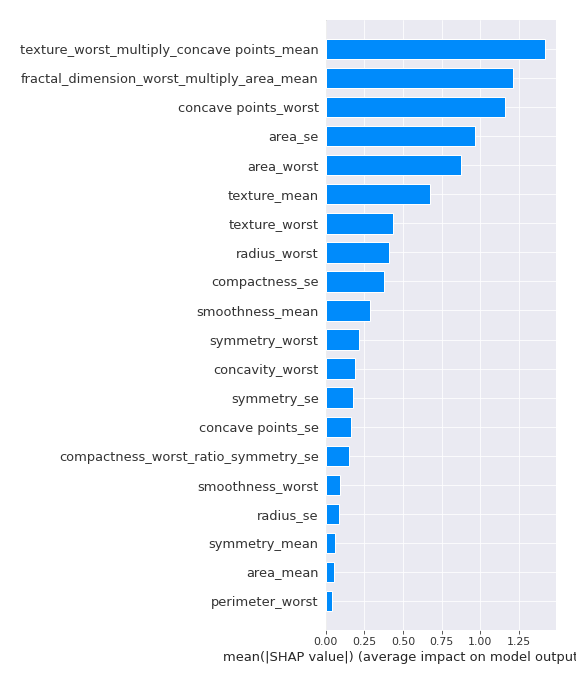 texture_worst_multiply_concave points_mean
fractal_dimension_worst_multiply_area_mean
concave points_worst
area_se
area_worst
texture_mean
texture_worst
radius_worst
compactness_se
smoothness_mean
symmetry_worst
concavity_worst
symmetry_se
concave points_se
compactness_worst_ratio_symmetry_se
smoothness_worst
radius_se
symmetry_mean
area_mean
perimeter_worst
0.00 0.25 0.50 0.75 1.00 1.25
mean(|SHAP value|) (average impact on model output